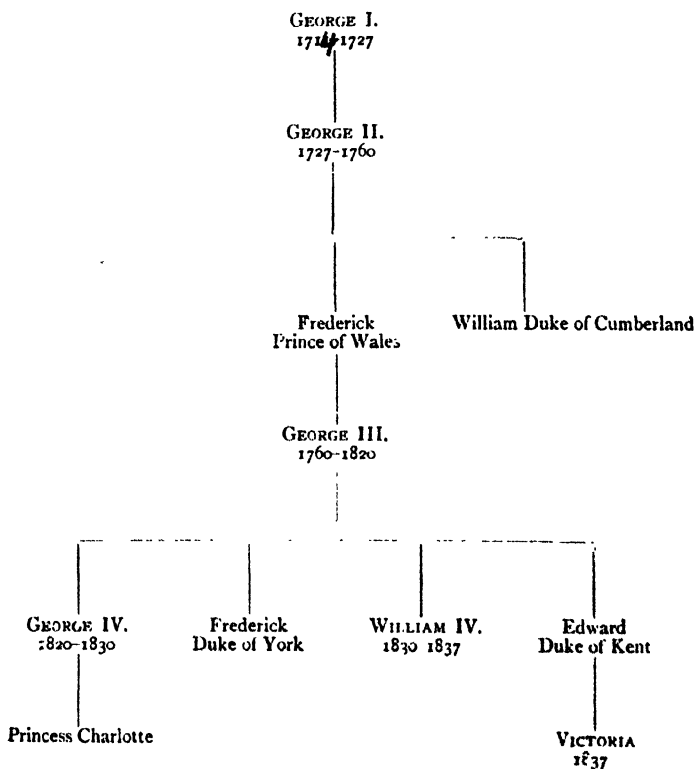 GEORGE I.
1714-1727
GEORGE II.
1727-1760
Frederick
Prince of Wales
William Duke of Cumberland
GEORGE III.
1760-1820
GEORGE IV.
1820-1830
Frederick
Duke of York
WILLIAM IV.
1830 1837
Edward
Duke of Kent
Princess Charlotte
VICTORIA
1837